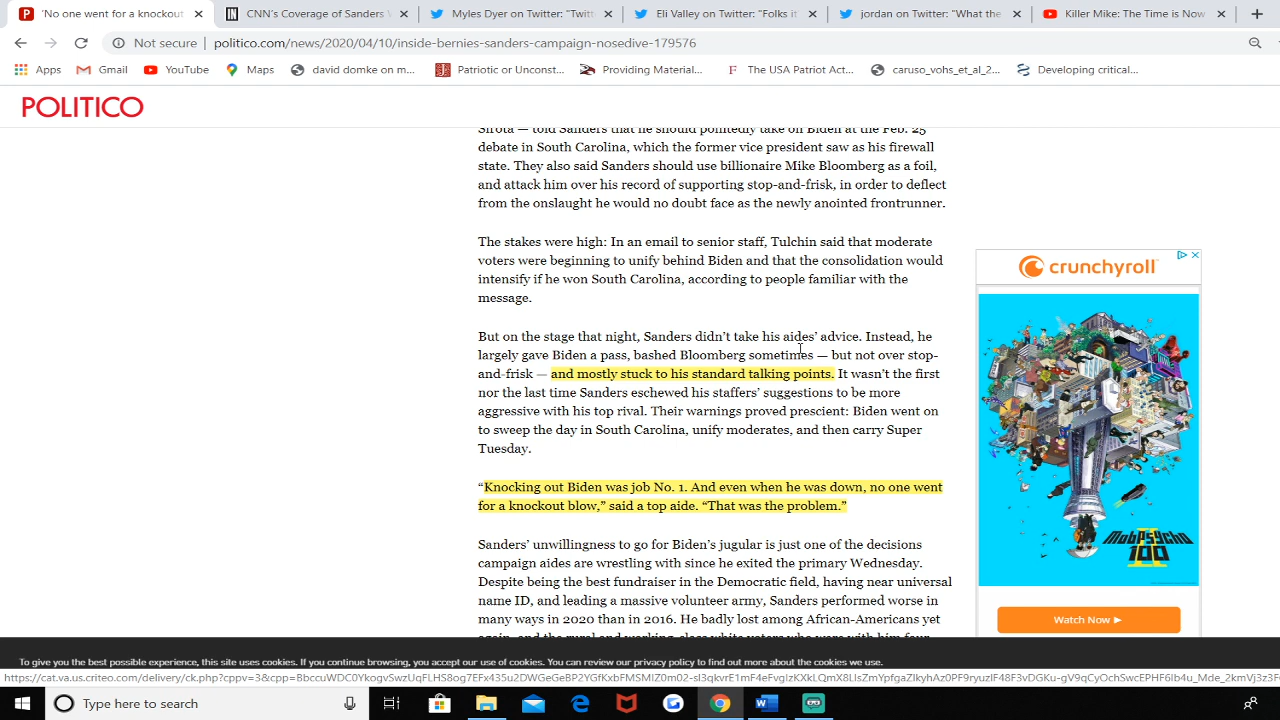 "No one went for a knockout
CNN's Coverage of Sanders
Myles Dyer on Twitter: "Twitt
Eli Valley on Twitter: "Folks it
jordan on Twitter: "What the
Killer Mike: The Time is Now
Not secure | politico.com/news/2020/04/10/inside-bernies-sanders-campaign-nosedive-179576
Apps
Gmail
YouTube
Maps
david domke on m...
Patriotic or Unconst...
Providing Material...
The USA Patriot Act...
caruso_vohs_et_al_2...
Developing critical...
POLITICO
Sirota — told Sanders that he should pointedly take on Biden at the Feb. 25
debate in South Carolina, which the former vice president saw as his firewall
state. They also said Sanders should use billionaire Mike Bloomberg as a foil,
and attack him over his record of supporting stop-and-frisk, in order to deflect
from the onslaught he would no doubt face as the newly anointed frontrunner.
The stakes were high: In an email to senior staff, Tulchin said that moderate
voters were beginning to unify behind Biden and that the consolidation would
intensify if he won South Carolina, according to people familiar with the
message.
But on the stage that night, Sanders didn't take his aides' advice. Instead, he
largely gave Biden a pass, bashed Bloomberg sometimes — but not over stop-
and-frisk — and mostly stuck to his standard talking points. It wasn't the first
nor the last time Sanders eschewed his staffers' suggestions to be more
aggressive with his top rival. Their warnings proved prescient: Biden went on
to sweep the day in South Carolina, unify moderates, and then carry Super
Tuesday.
"Knocking out Biden was job No. 1. And even when he was down, no one went
for a knockout blow," said a top aide. "That was the problem."
Sanders' unwillingness to go for Biden's jugular is just one of the decisions
campaign aides are wrestling with since he exited the primary Wednesday.
Despite being the best fundraiser in the Democratic field, having near universal
name ID, and leading a massive volunteer army, Sanders performed worse in
many ways in 2020 than in 2016. He badly lost among African-Americans yet
again, and the rural and working-class white voters who were with him four
crunchyroll
Mob Psycho
100
II
Watch Now
To give you the best possible experience, this site uses cookies. If you continue browsing, you accept our use of cookies. You can review our privacy policy to find out more about the cookies we use.
Type here to search